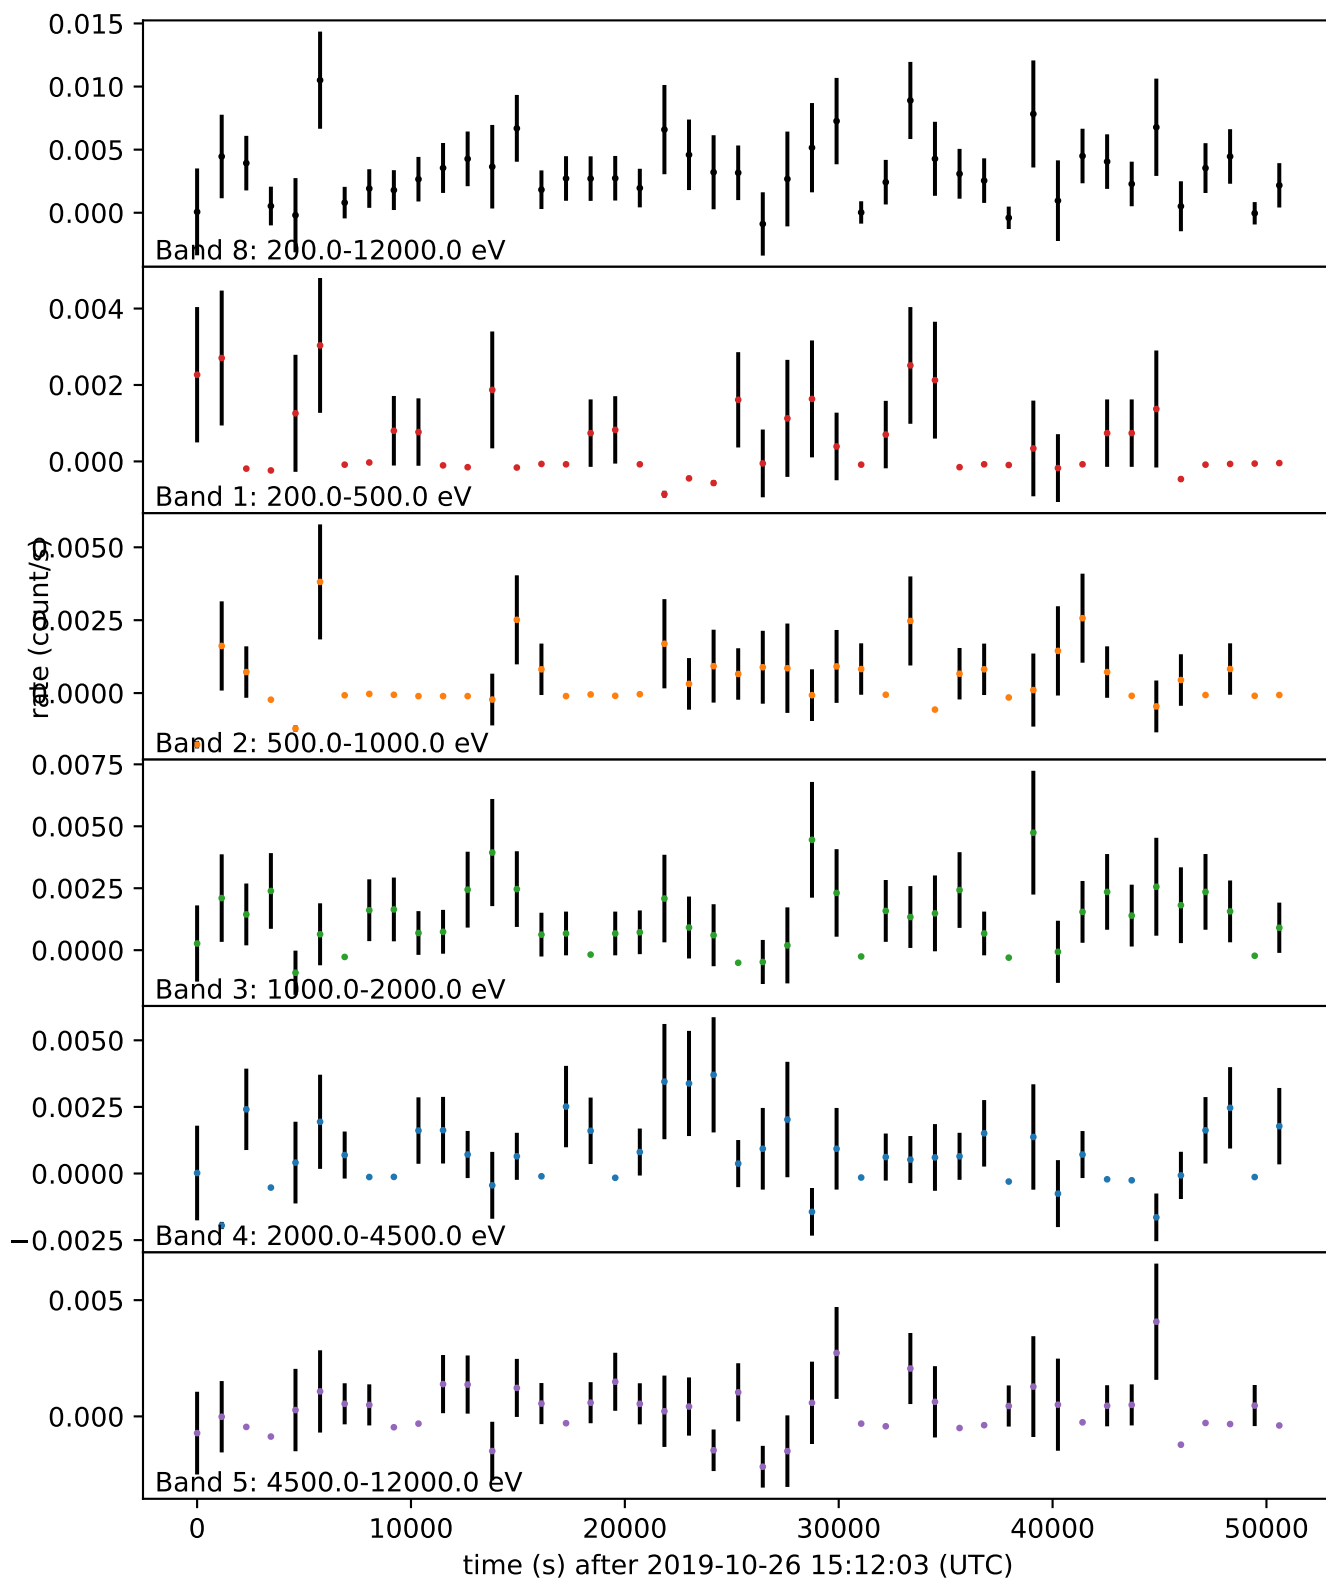 0.015
0.010
0.005
0.000
Band 8: 200.0-12000.0 eV
0.004
0.002
0.000
Band 1: 200.0-500.0 eV
rate (count/s)
0.0050
0.0025
0.0000
Band 2: 500.0-1000.0 eV
0.0075
0.0050
0.0025
0.0000
Band 3: 1000.0-2000.0 eV
0.0050
0.0025
0.0000
−0.0025
Band 4: 2000.0-4500.0 eV
0.005
0.000
Band 5: 4500.0-12000.0 eV
0 10000 20000 30000 40000 50000
time (s) after 2019-10-26 15:12:03 (UTC)